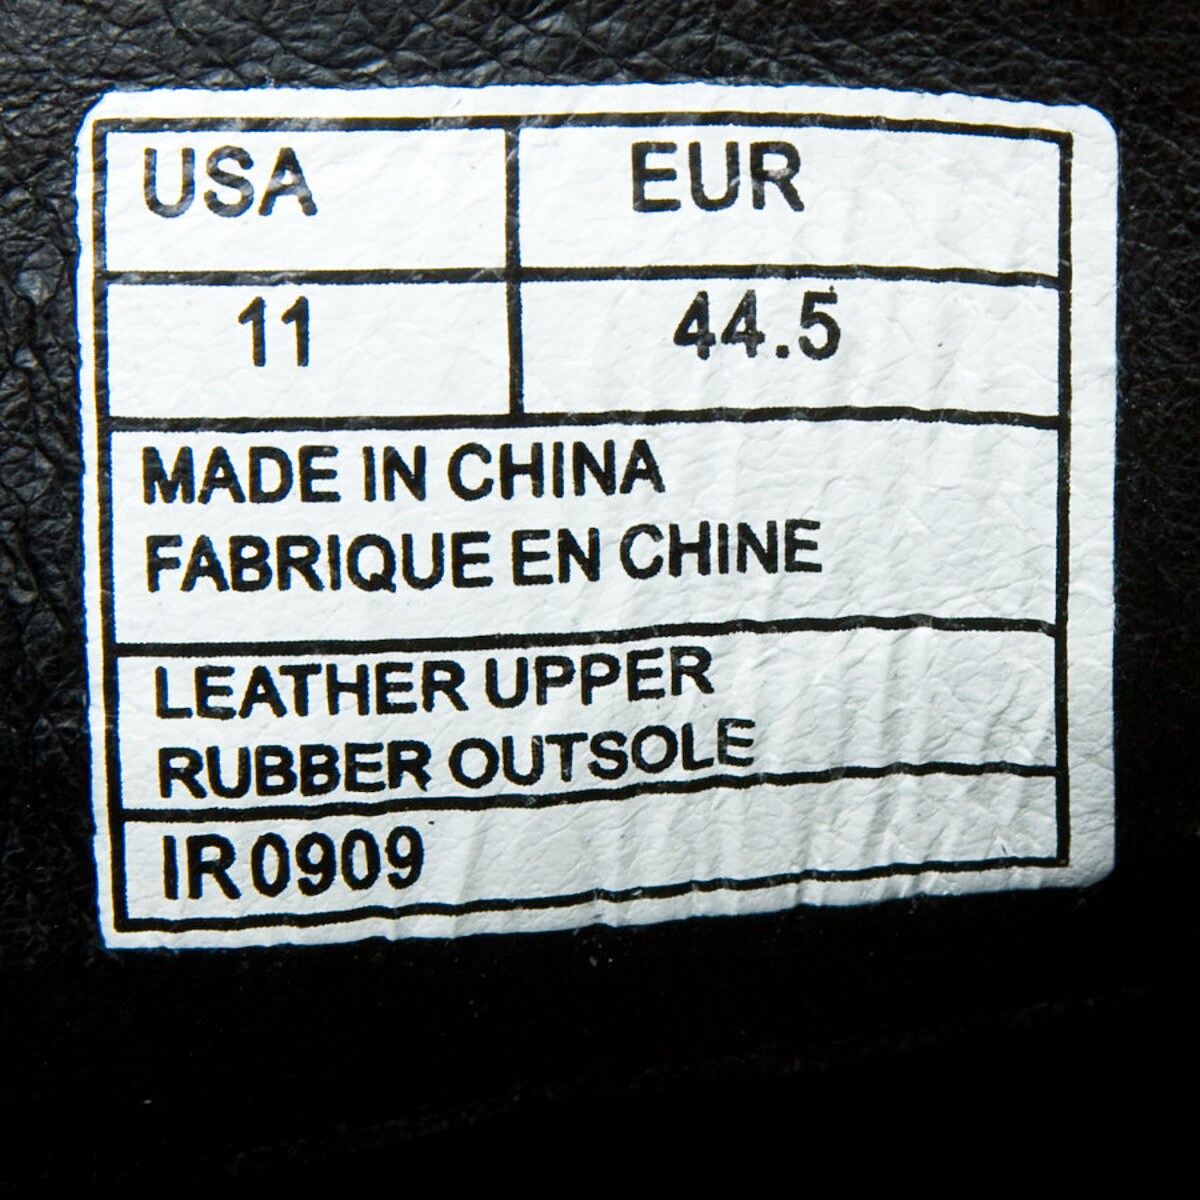 USA EUR
11 44.5
MADE IN CHINA
FABRIQUE EN CHINE
LEATHER UPPER
RUBBER OUTSOLE
IR0909